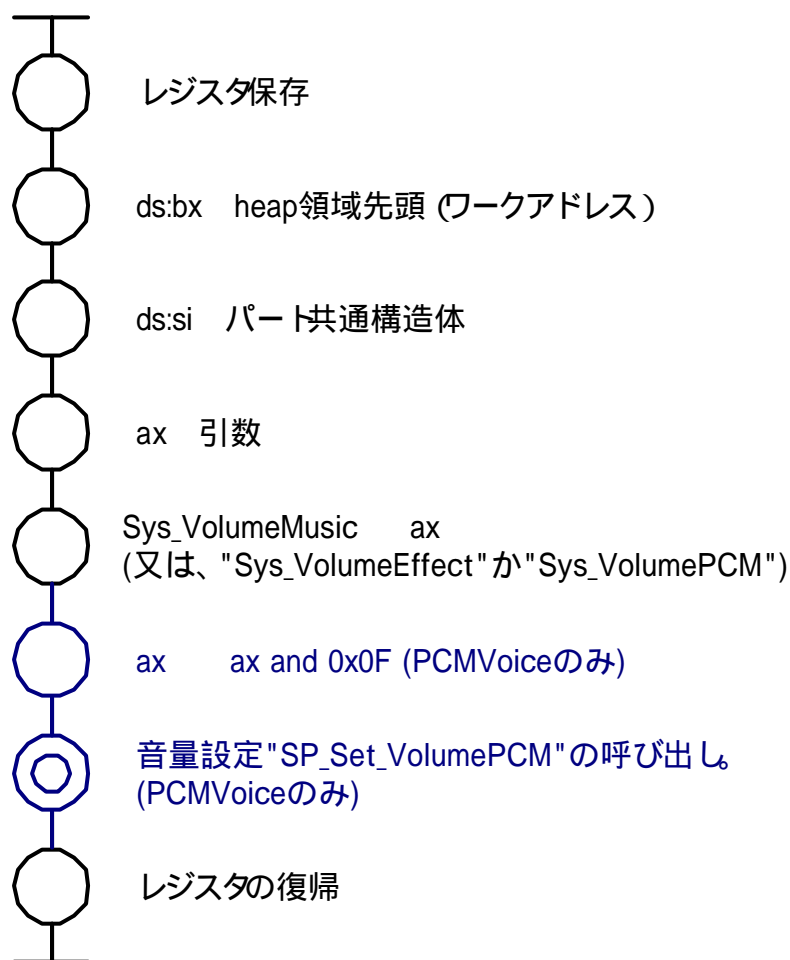 レジスタ保存
ds:bx　heap領域先頭 (ワークアドレス)
ds:si　パート共通構造体
ax　引数
Sys_VolumeMusic　　ax
(又は、"Sys_VolumeEffect"か"Sys_VolumePCM")
ax　　ax and 0x0F (PCMVoiceのみ)
音量設定"SP_Set_VolumePCM"の呼び出し。
(PCMVoiceのみ)
レジスタの復帰